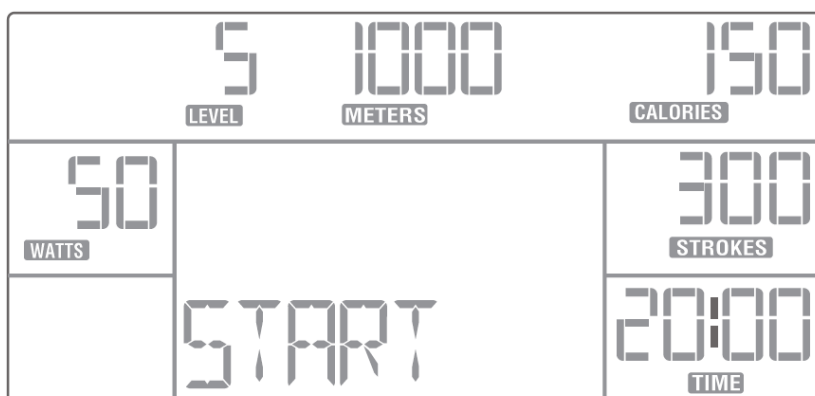 5 1000 150
LEVEL METERS CALORIES
50 300
WATTS STROKES
START 20:00
TIME